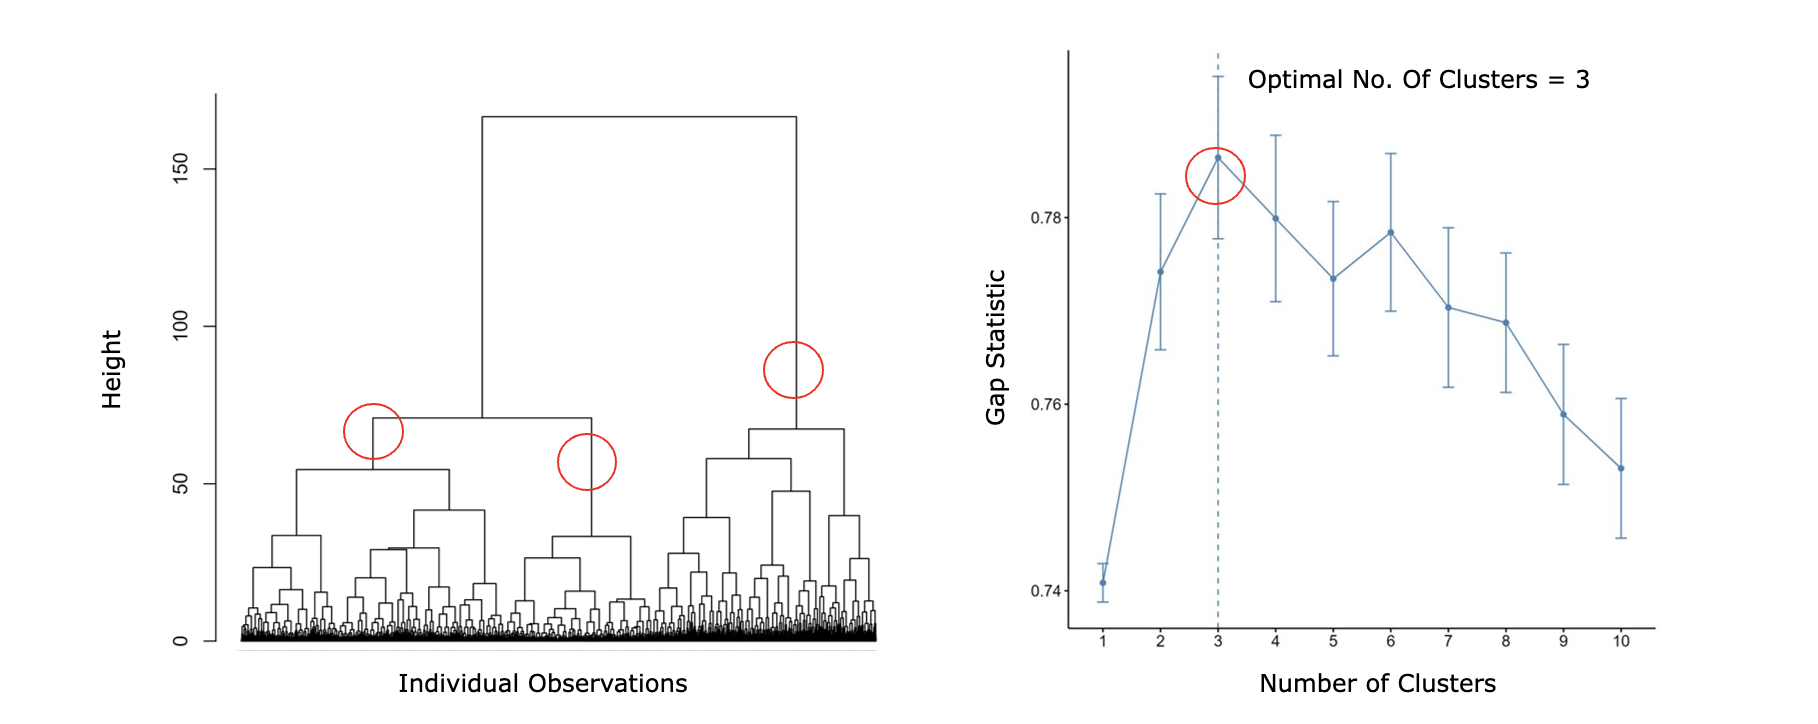 Height
150
100
50
0
Individual Observations
Optimal No. Of Clusters = 3
Gap Statistic
0.78
0.76
0.74
1 2 3 4 5 6 7 8 9 10
Number of Clusters